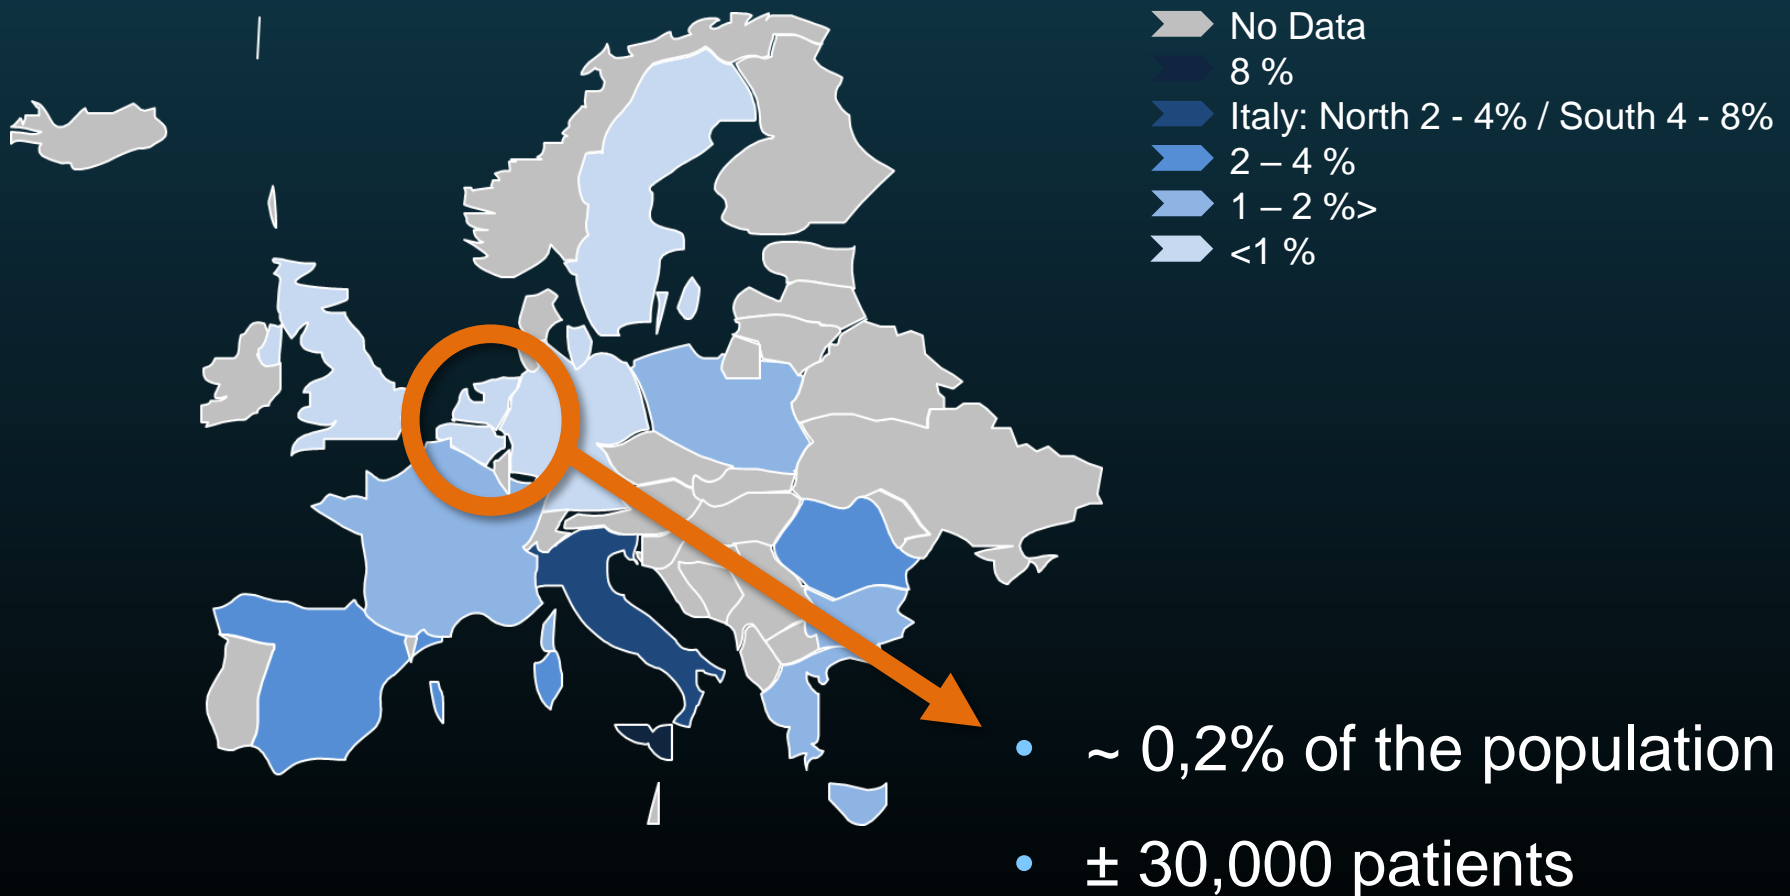 No Data
8 %
Italy: North 2 - 4% / South 4 - 8%
2 – 4 %
1 – 2 %>
<1 %
• ~ 0,2% of the population
• ± 30,000 patients